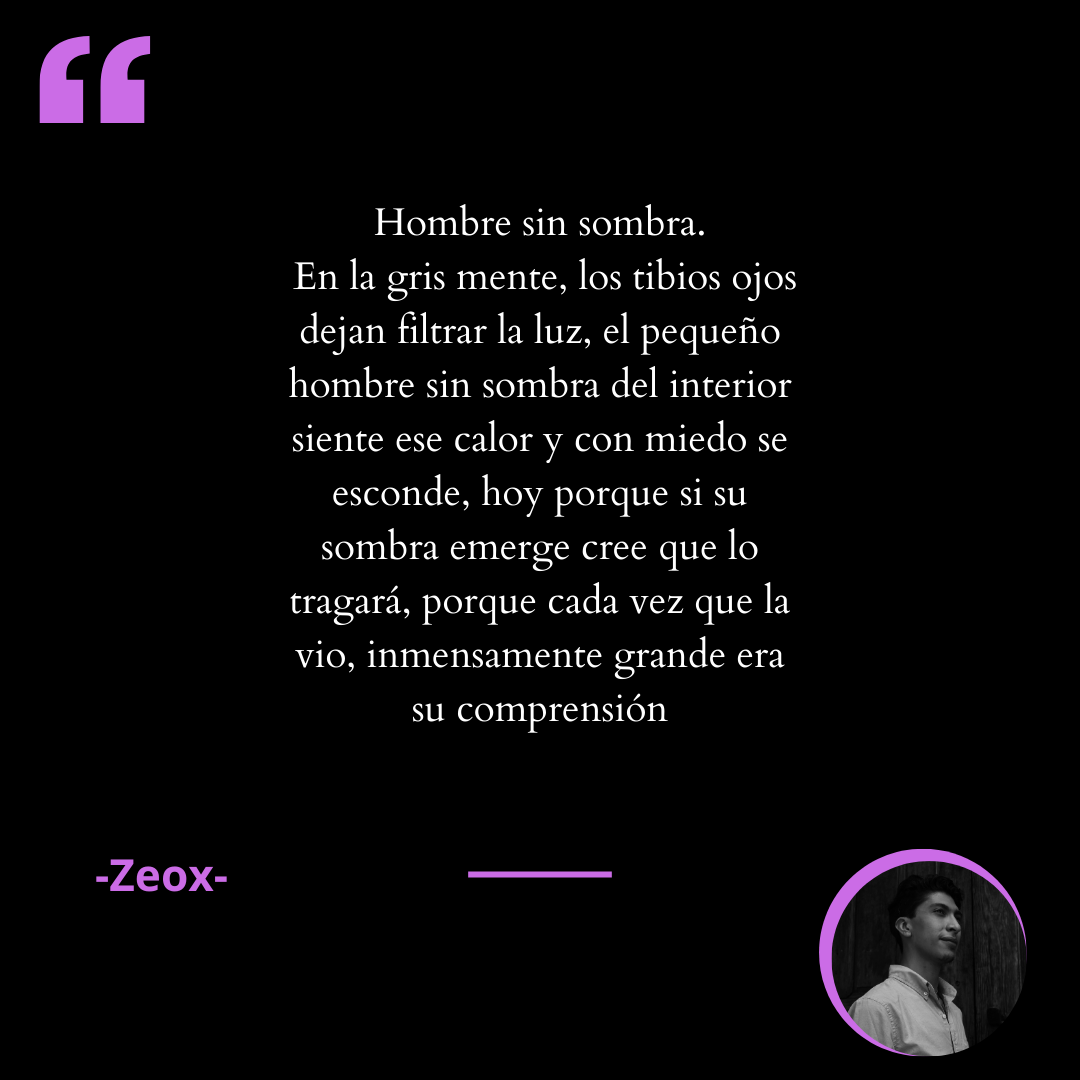 “
Hombre sin sombra.
En la gris mente, los tibios ojos
dejan filtrar la luz, el pequeño
hombre sin sombra del interior
siente ese calor y con miedo se
esconde, hoy porque si su
sombra emerge cree que lo
tragará, porque cada vez que la
vio, inmensamente grande era
su comprensión
-Zeox-